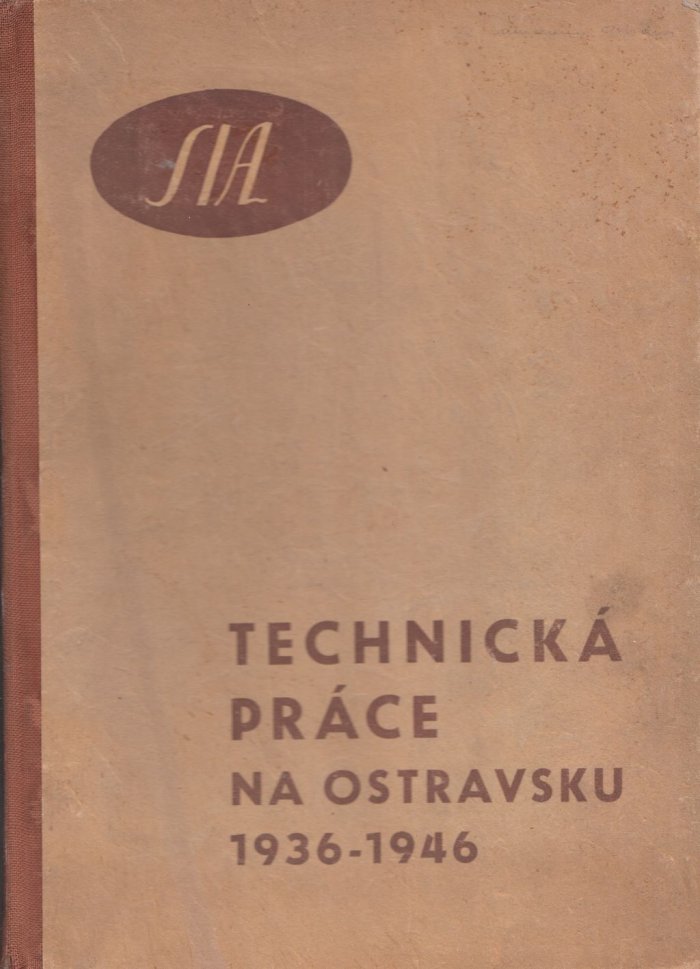 SIA
TECHNICKÁ
PRÁCE
NA OSTRAVSKU
1936-1946